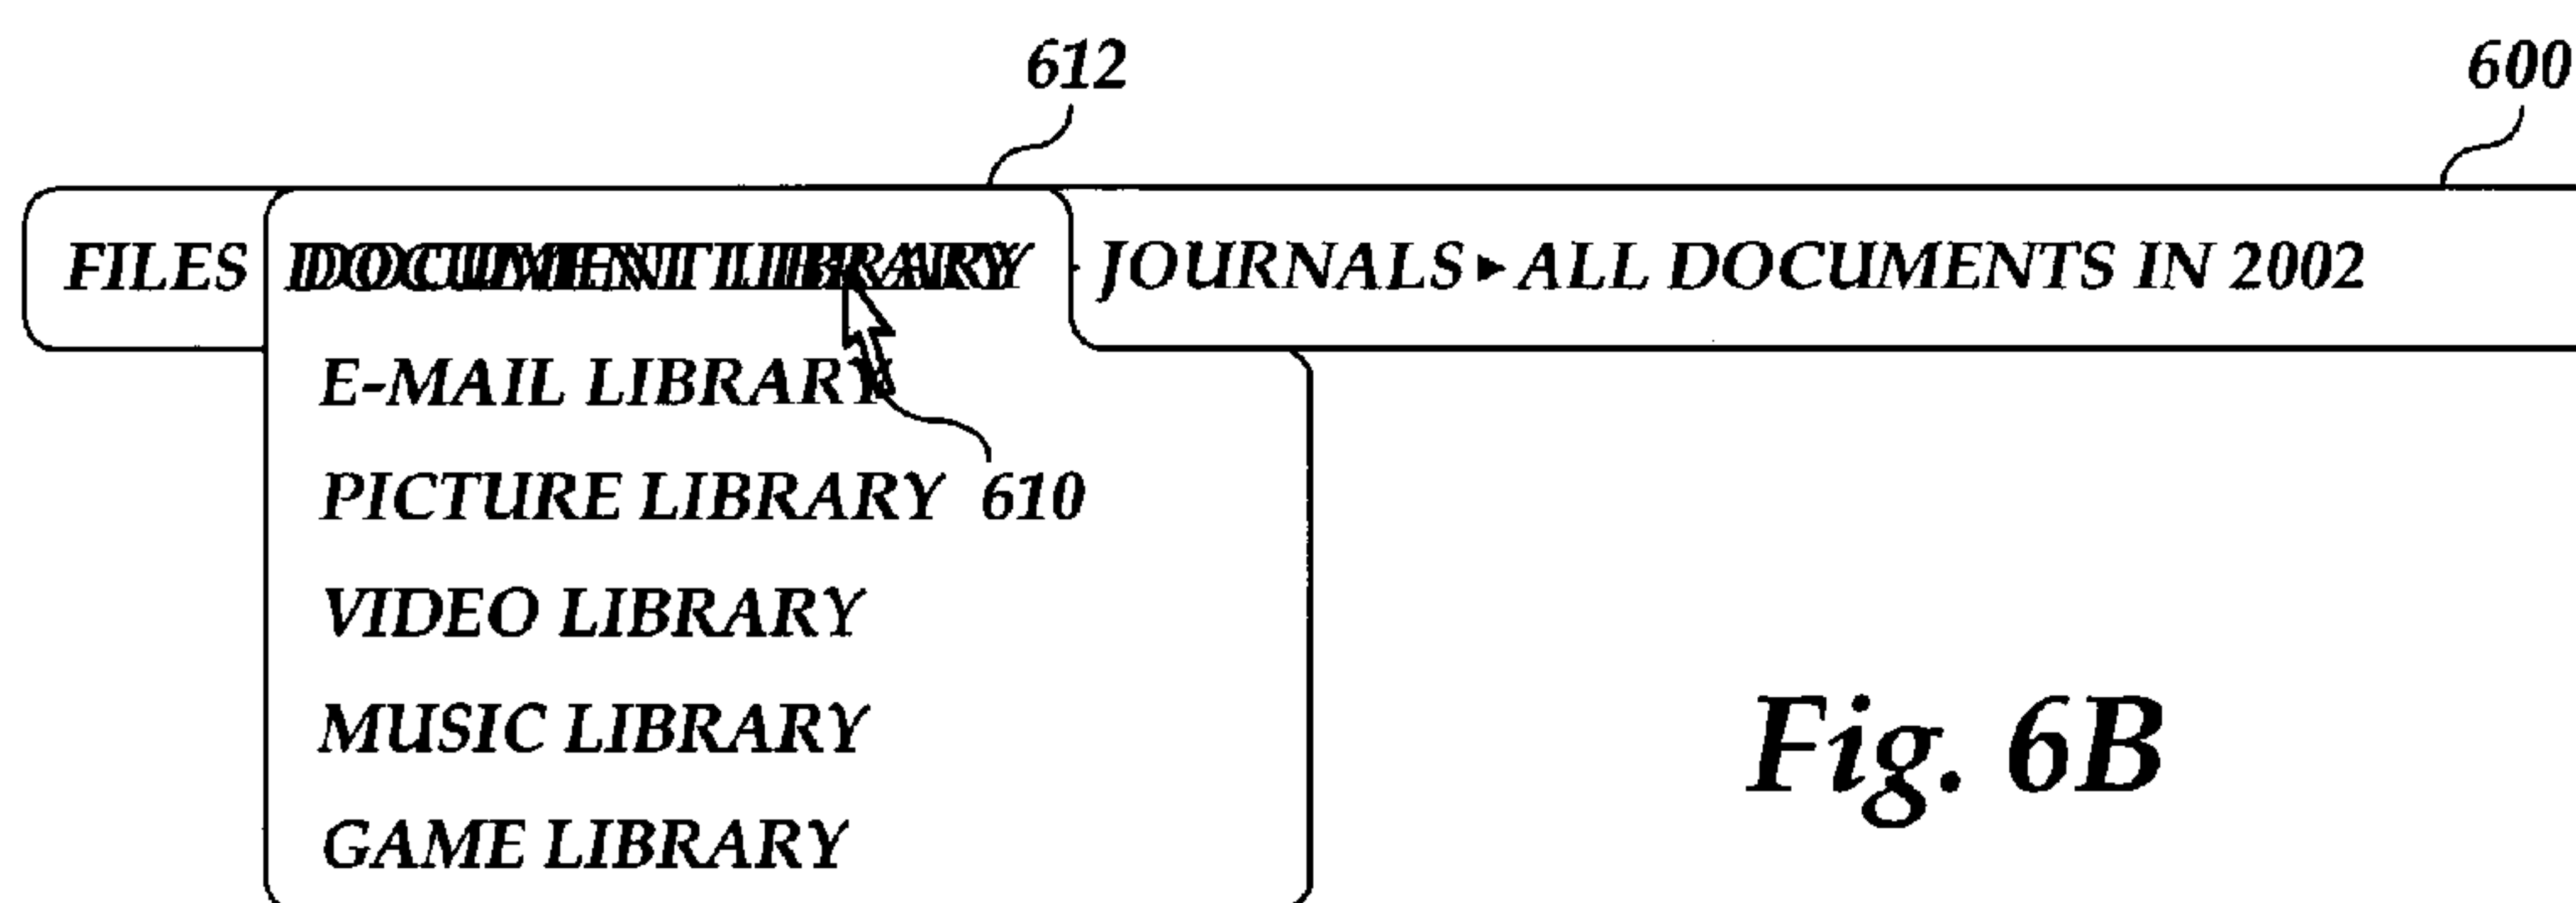 612 600
FILES DOCUMENT LIBRARY JOURNALS ▸ ALL DOCUMENTS IN 2002
E-MAIL LIBRARY
PICTURE LIBRARY 610
VIDEO LIBRARY
MUSIC LIBRARY
GAME LIBRARY
Fig. 6B